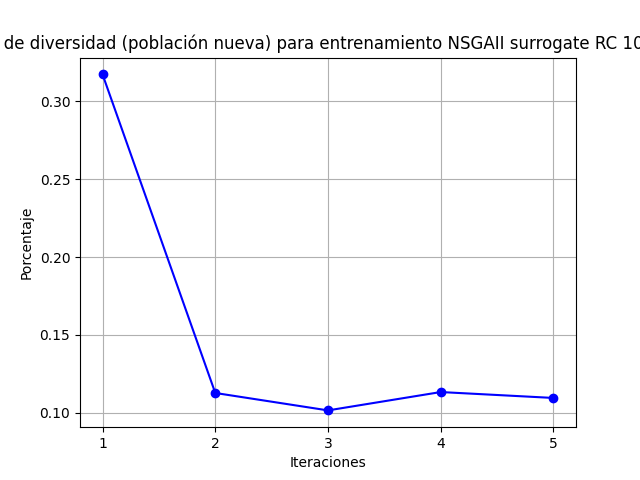 de diversidad (población nueva) para entrenamiento NSGAII surrogate RC 10
0.30
0.25
0.20
0.15
0.10
Porcentaje
1 2 3 4 5
Iteraciones